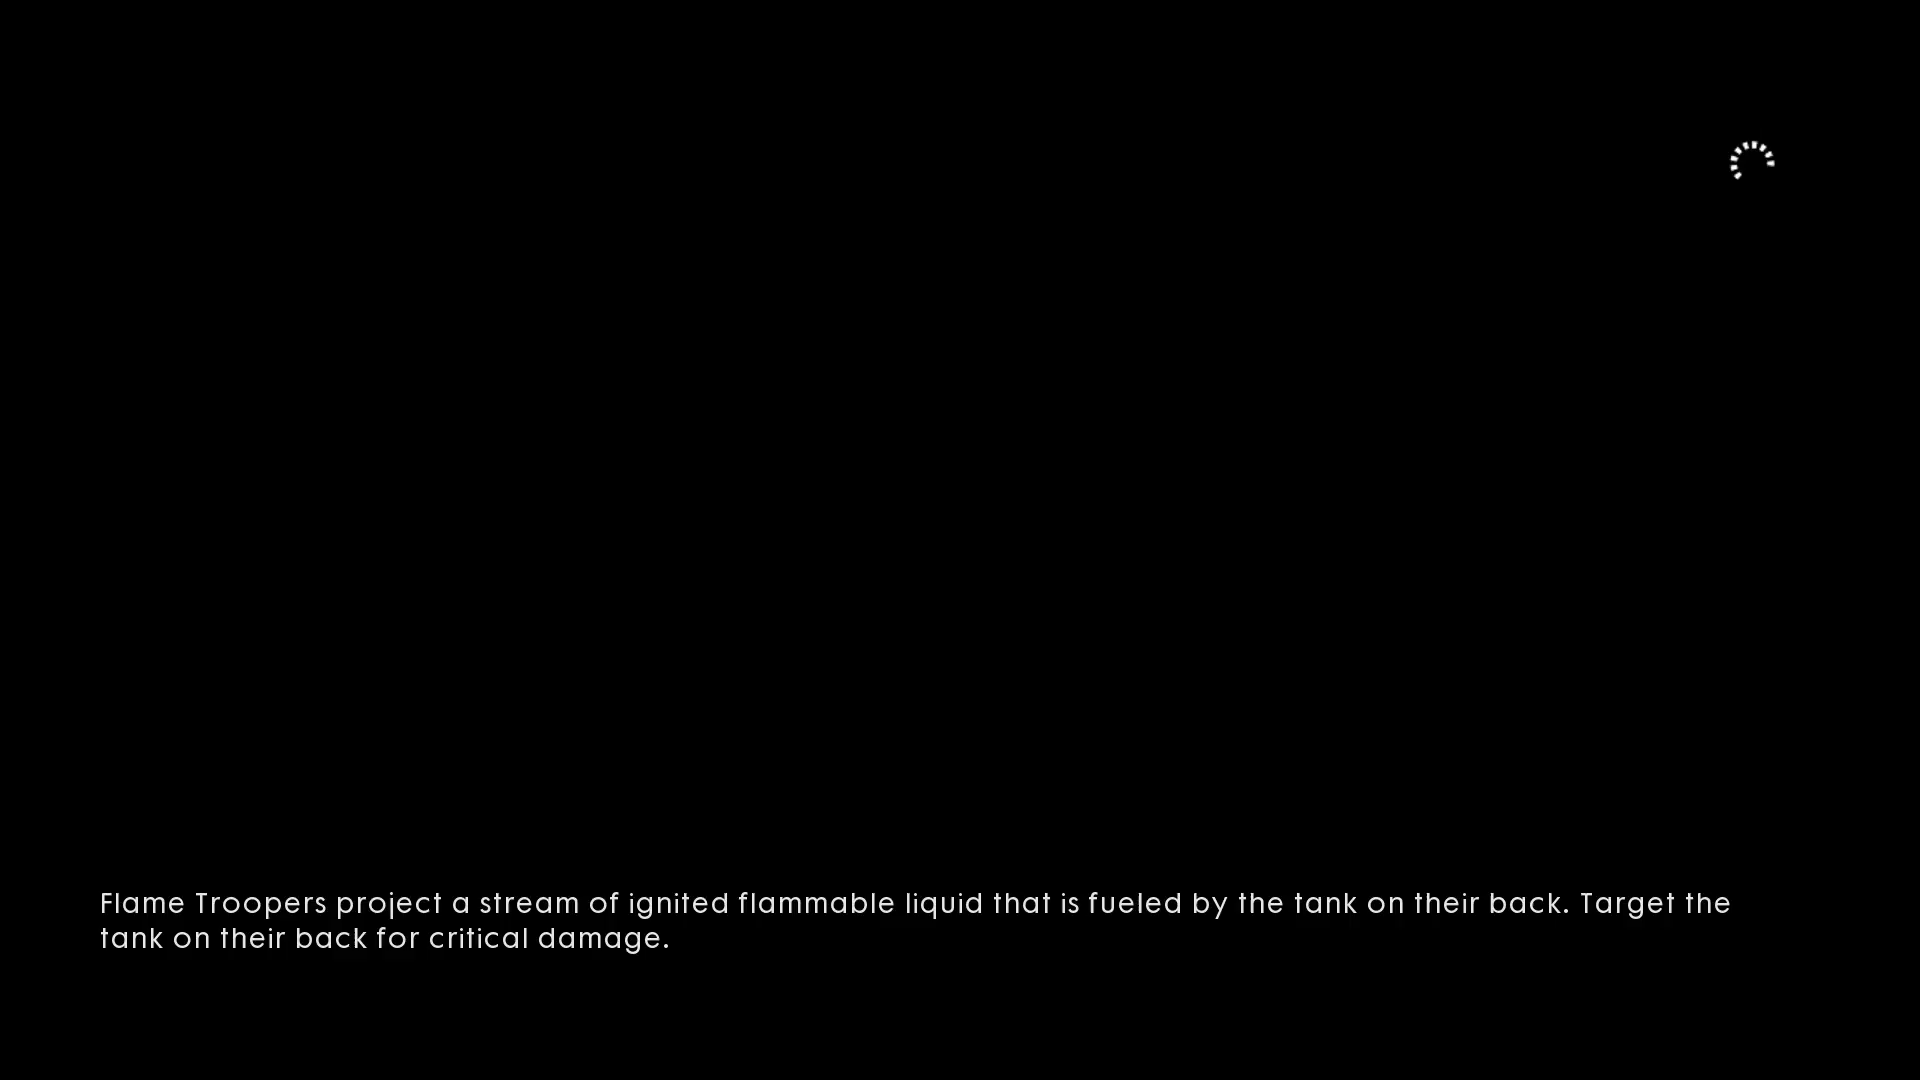 Flame Troopers project a stream of ignited flammable liquid that is fueled by the tank on their back. Target the
tank on their back for critical damage.